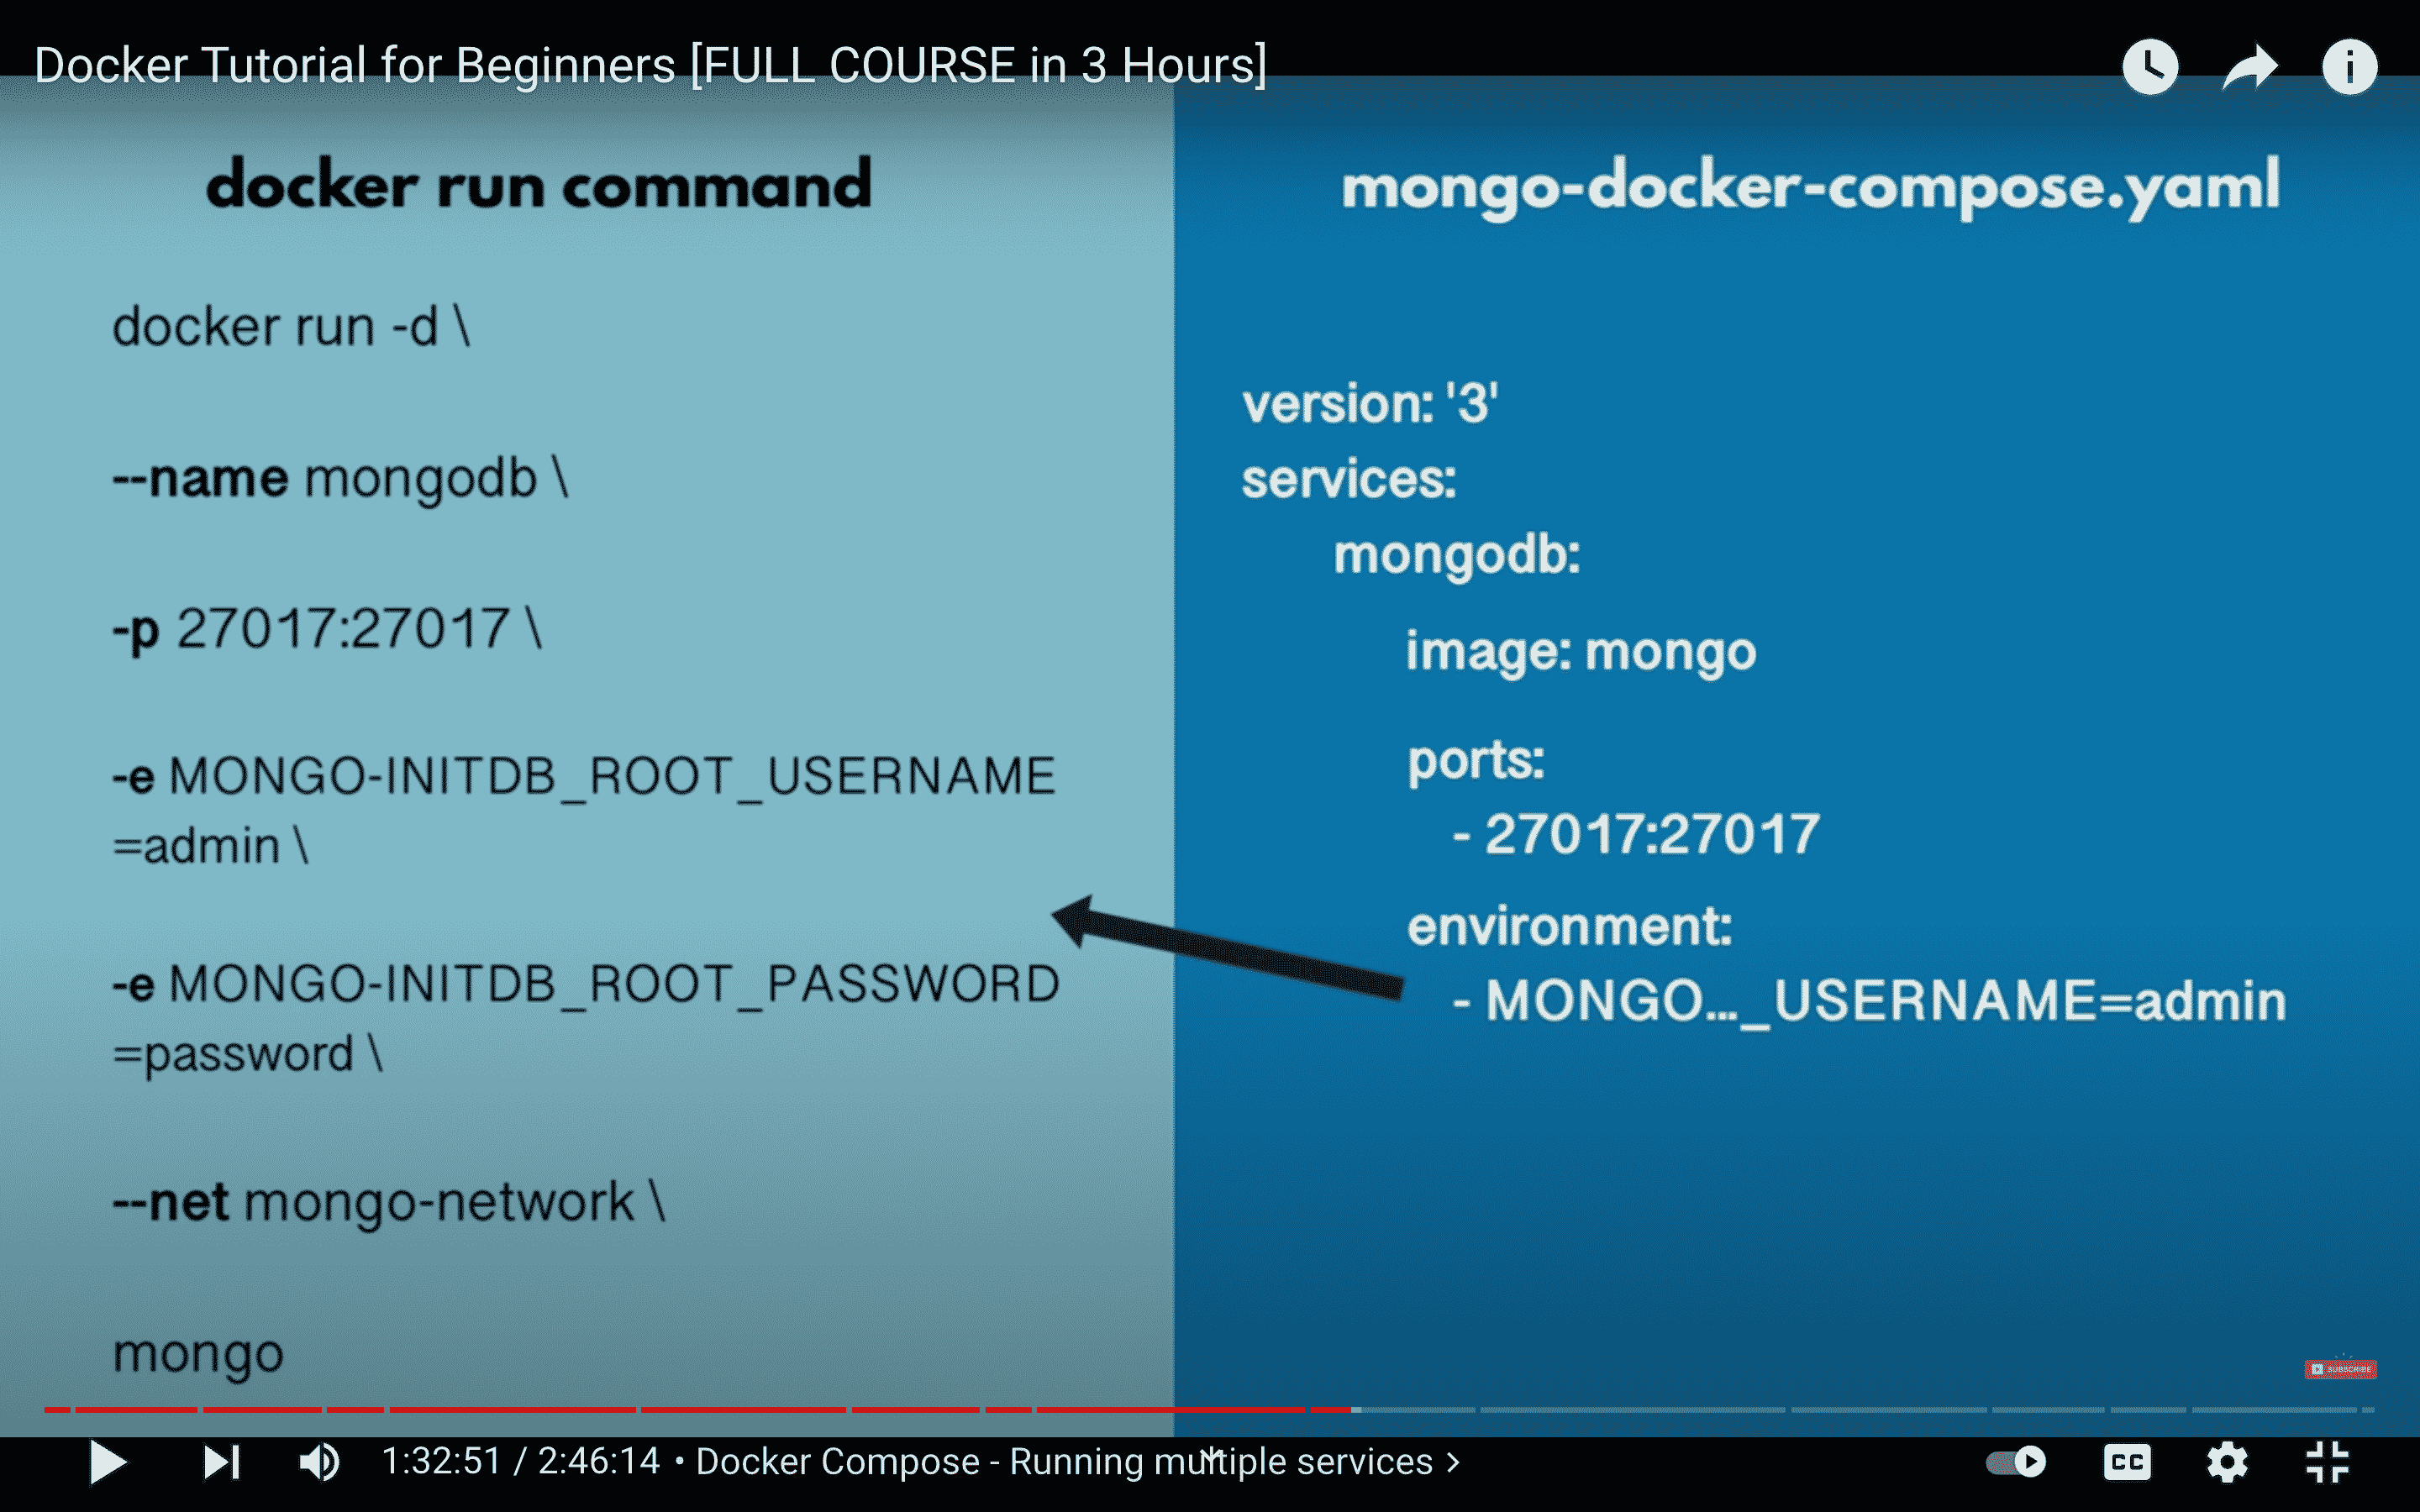 Docker Tutorial for Beginners [FULL COURSE in 3 Hours]
docker run command
docker run -d \
--name mongodb \
-p 27017:27017 \
-e MONGO-INITDB_ROOT_USERNAME
=admin \
-e MONGO-INITDB_ROOT_PASSWORD
=password \
--net mongo-network \
mongo
mongo-docker-compose.yaml
version: '3'
services:
mongodb:
image: mongo
ports:
- 27017:27017
environment:
- MONGO..._USERNAME=admin
SUBSCRIBE
1:32:51 / 2:46:14 • Docker Compose - Running multiple services >
CC